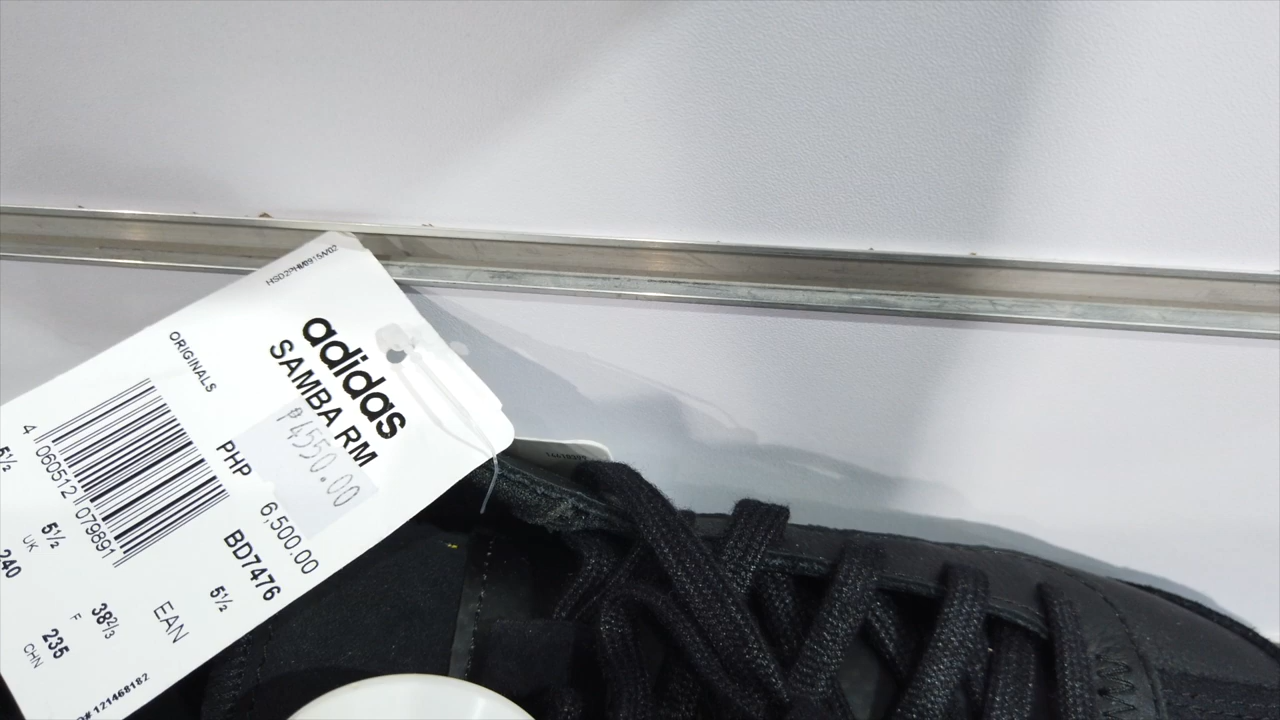 adidas
SAMBA RM
₱4550.00
PHP 6,500.00
ORIGINALS
BD7476
4 060512 079891
EAN
5½
5½
5½
UK
240
38⅔
F
235
CHN
121468182